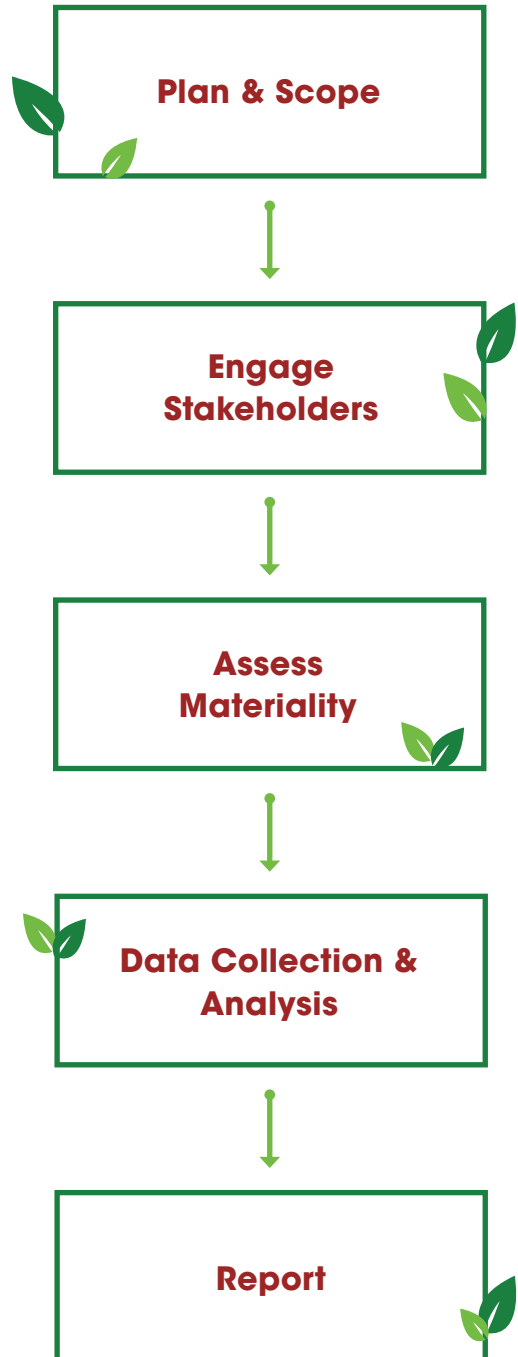 Plan & Scope
Engage
Stakeholders
Assess
Materiality
Data Collection &
Analysis
Report